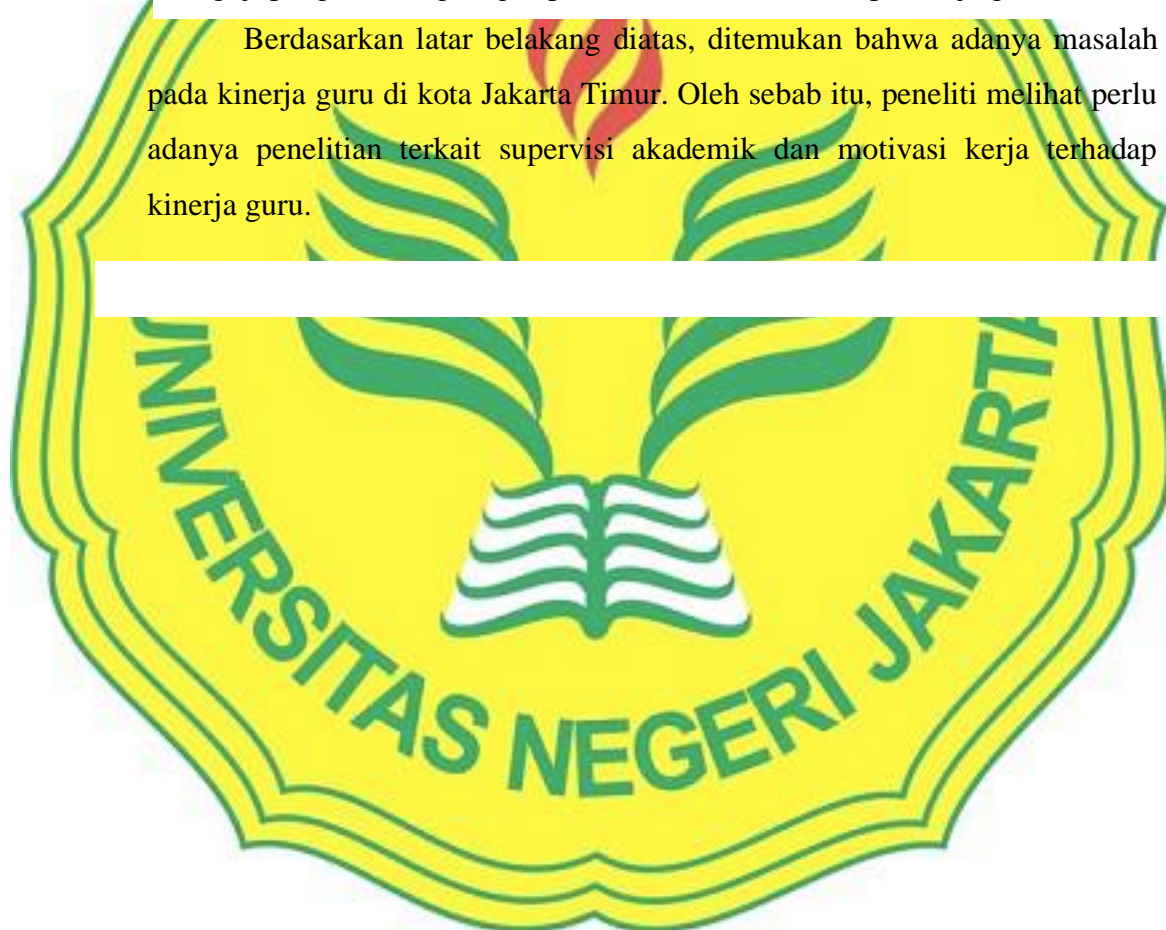 Berdasarkan latar belakang diatas, ditemukan bahwa adanya masalah
pada kinerja guru di kota Jakarta Timur. Oleh sebab itu, peneliti melihat perlu
adanya penelitian terkait supervisi akademik dan motivasi kerja terhadap
kinerja guru.
UNIVERSITAS NEGERI JAKARTA